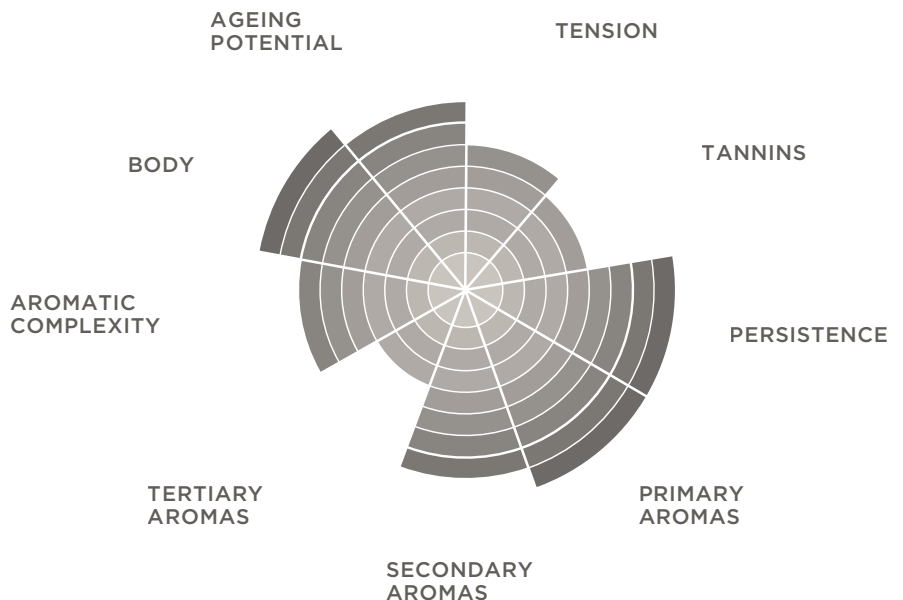 AGEING
POTENTIAL
TENSION
TANNINS
BODY
AROMATIC
COMPLEXITY
PERSISTENCE
TERTIARY
AROMAS
PRIMARY
AROMAS
SECONDARY
AROMAS